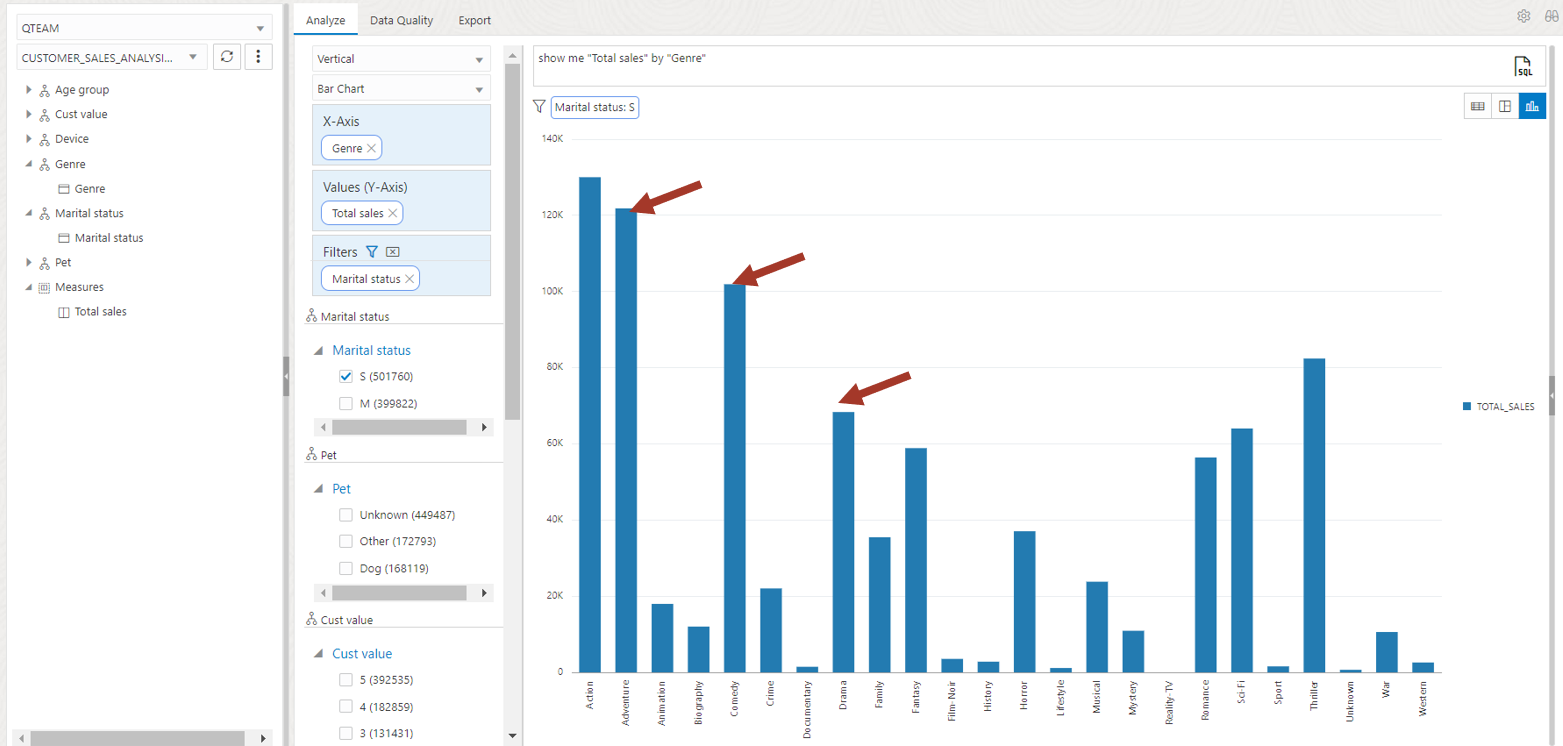 QTEAM
CUSTOMER_SALES_ANALYSI...
Age group
Cust value
Device
Genre
Genre
Marital status
Marital status
Pet
Measures
Total sales
Analyze
Data Quality
Export
Vertical
Bar Chart
X-Axis
Genre
Values (Y-Axis)
Total sales
Filters
Marital status
Marital status
Marital status
S (501760)
M (399822)
Pet
Pet
Unknown (449487)
Other (172793)
Dog (168119)
Cust value
Cust value
5 (392535)
4 (182859)
3 (131431)
show me "Total sales" by "Genre"
SQL
Marital status: S
140K
120K
100K
80K
60K
40K
20K
0
Action
Adventure
Animation
Biography
Comedy
Crime
Documentary
Drama
Family
Fantasy
Film-Noir
History
Horror
Lifestyle
Musical
Mystery
Reality-TV
Romance
Sci-Fi
Sport
Thriller
Unknown
War
Western
TOTAL_SALES